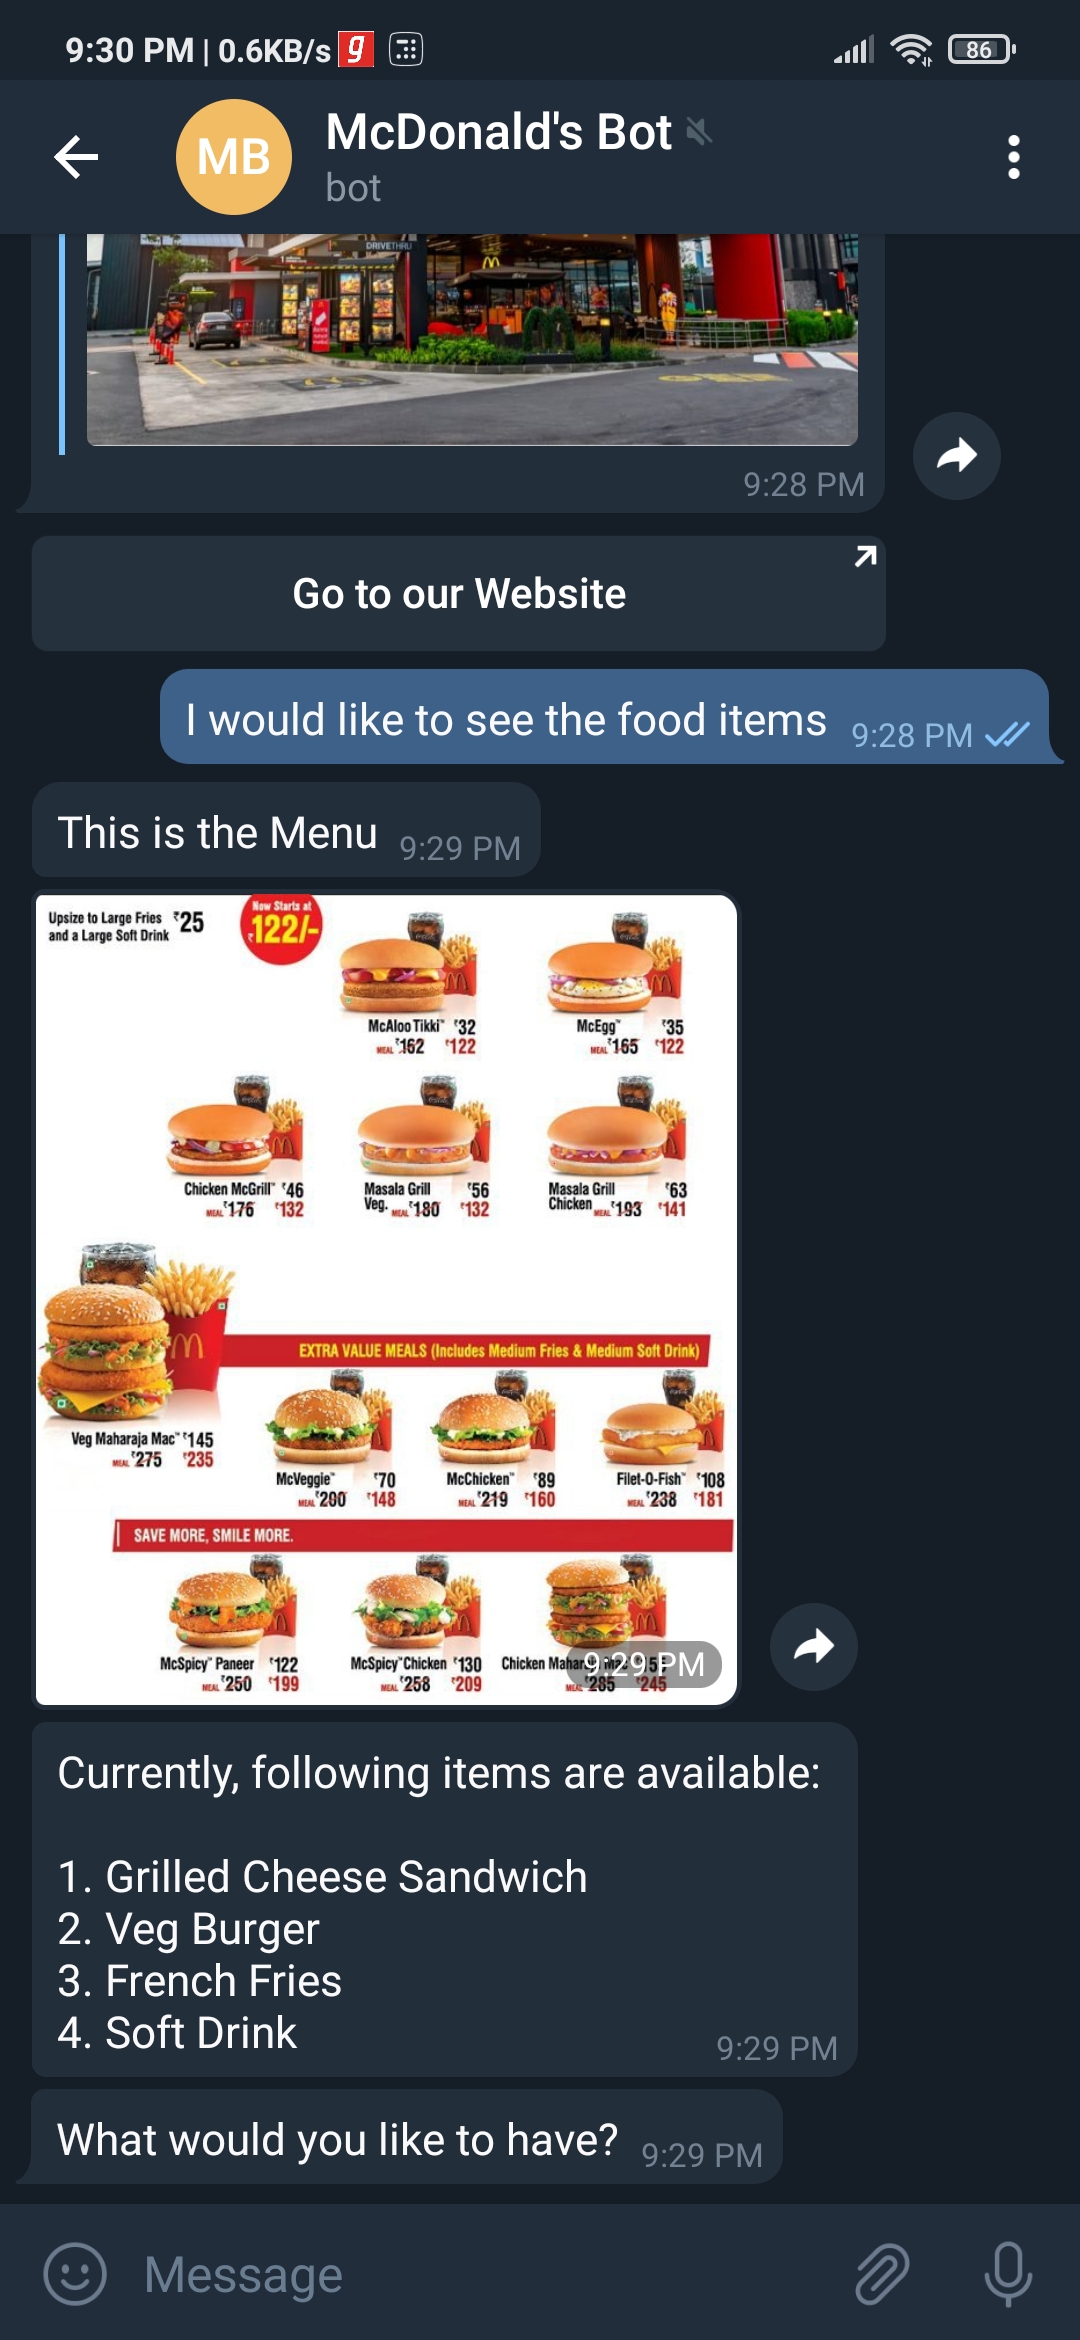 9:30 PM | 0.6KB/s g
86
MB
McDonald's Bot
bot
DRIVETHRU
9:28 PM
Go to our Website
I would like to see the food items 9:28 PM
This is the Menu 9:29 PM
Upsize to Large Fries ₹25
and a Large Soft Drink
Now Starts at
₹122/-
McAloo Tikki™ ₹32
MEAL ₹162 ₹122
McEgg™ ₹35
MEAL ₹165 ₹122
Chicken McGrill™ ₹46
MEAL ₹176 ₹132
Masala Grill ₹56
Veg. MEAL ₹180 ₹132
Masala Grill ₹63
Chicken MEAL ₹193 ₹141
EXTRA VALUE MEALS (Includes Medium Fries & Medium Soft Drink)
Veg Maharaja Mac™ ₹145
MEAL ₹275 ₹235
McVeggie™ ₹70
MEAL ₹200 ₹148
McChicken™ ₹89
MEAL ₹219 ₹160
Filet-O-Fish™ ₹108
MEAL ₹238 ₹181
SAVE MORE, SMILE MORE.
McSpicy™ Paneer ₹122
MEAL ₹250 ₹199
McSpicy™ Chicken ₹130
MEAL ₹258 ₹209
Chicken
MEAL ₹285 ₹245
9:29 PM
Currently, following items are available:
1. Grilled Cheese Sandwich
2. Veg Burger
3. French Fries
4. Soft Drink
9:29 PM
What would you like to have? 9:29 PM
Message